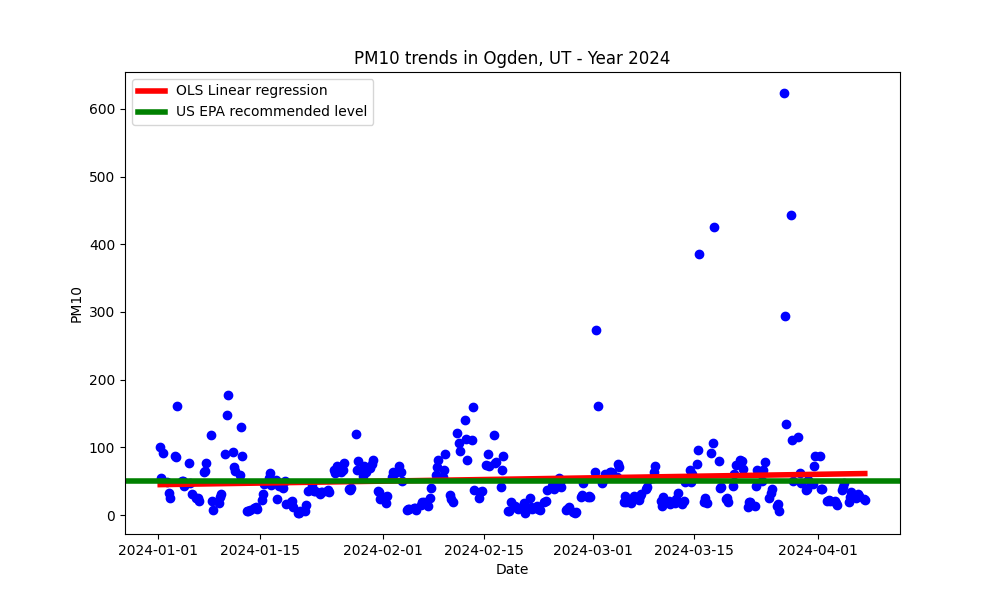 PM10 trends in Ogden, UT - Year 2024
OLS Linear regression
US EPA recommended level
600
500
400
300
200
100
0
PM10
2024-01-01 2024-01-15 2024-02-01 2024-02-15 2024-03-01 2024-03-15 2024-04-01
Date